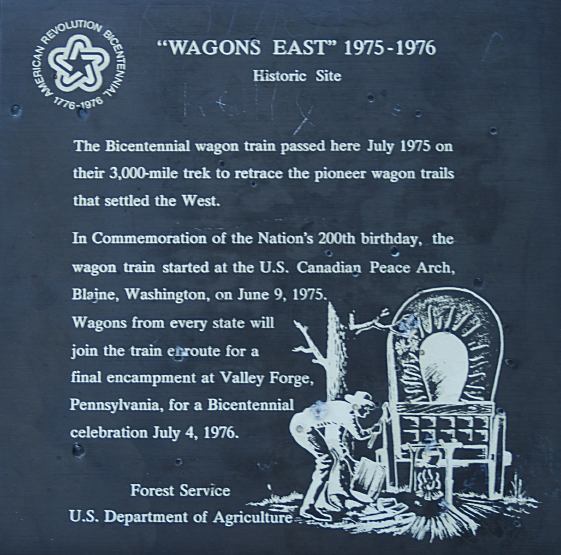 AMERICAN REVOLUTION BICENTENNIAL
1776-1976
“WAGONS EAST” 1975-1976
Historic Site
The Bicentennial wagon train passed here July 1975 on
their 3,000-mile trek to retrace the pioneer wagon trails
that settled the West.
In Commemoration of the Nation's 200th birthday, the
wagon train started at the U.S. Canadian Peace Arch,
Blaine, Washington, on June 9, 1975.
Wagons from every state will
join the train enroute for a
final encampment at Valley Forge,
Pennsylvania, for a Bicentennial
celebration July 4, 1976.
Forest Service
U.S. Department of Agriculture